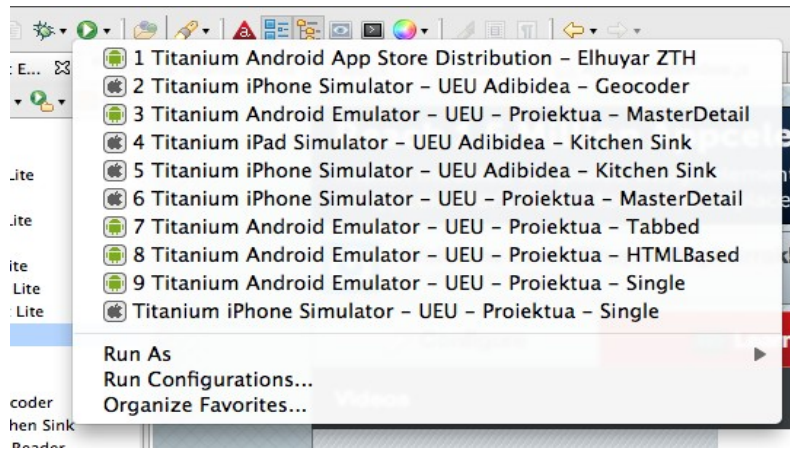 1 Titanium Android App Store Distribution – Elhuyar ZTH
: E...
2 Titanium iPhone Simulator – UEU Adibidea – Geocoder
3 Titanium Android Emulator – UEU – Proiektua – MasterDetail
4 Titanium iPad Simulator – UEU Adibidea – Kitchen Sink
Lite
5 Titanium iPhone Simulator – UEU Adibidea – Kitchen Sink
6 Titanium iPhone Simulator – UEU – Proiektua – MasterDetail
Lite
7 Titanium Android Emulator – UEU – Proiektua – Tabbed
8 Titanium Android Emulator – UEU – Proiektua – HTMLBased
ite
9 Titanium Android Emulator – UEU – Proiektua – Single
Lite
Titanium iPhone Simulator – UEU – Proiektua – Single
: Lite
Run As
Run Configurations...
Organize Favorites...
Videos
coder
hen Sink
Reader